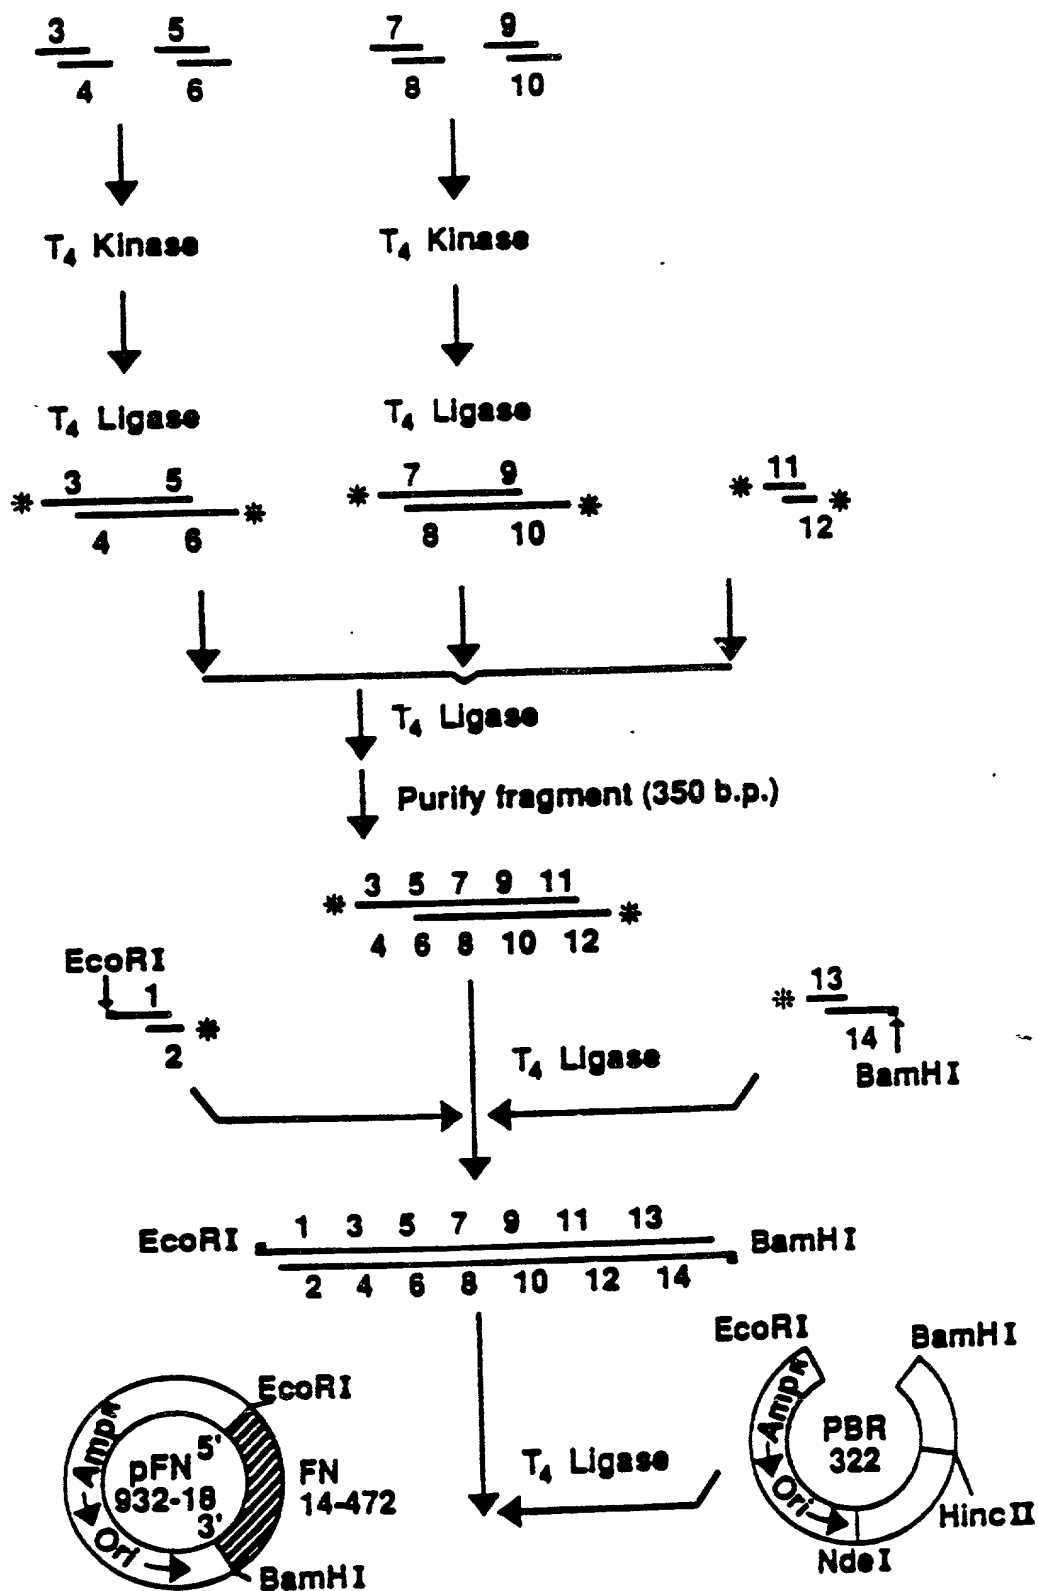 3 5 7 9
4 6 8 10
T4 Kinase T4 Kinase
T4 Ligase T4 Ligase
* 3 5 * 7 9 * 11
4 6 * 8 10 * 12 *
T4 Ligase
Purify fragment (350 b.p.)
* 3 5 7 9 11
4 6 8 10 12 *
EcoRI
1
2 *
* 13
14
BamHI
T4 Ligase
1 3 5 7 9 11 13
EcoRI BamHI
2 4 6 8 10 12 14
EcoRI BamHI
AmpR
PBR
322
Ori
HincII
NdeI
T4 Ligase
EcoRI
AmpR
5'
pFN
932-18
3'
Ori
FN
14-472
BamHI